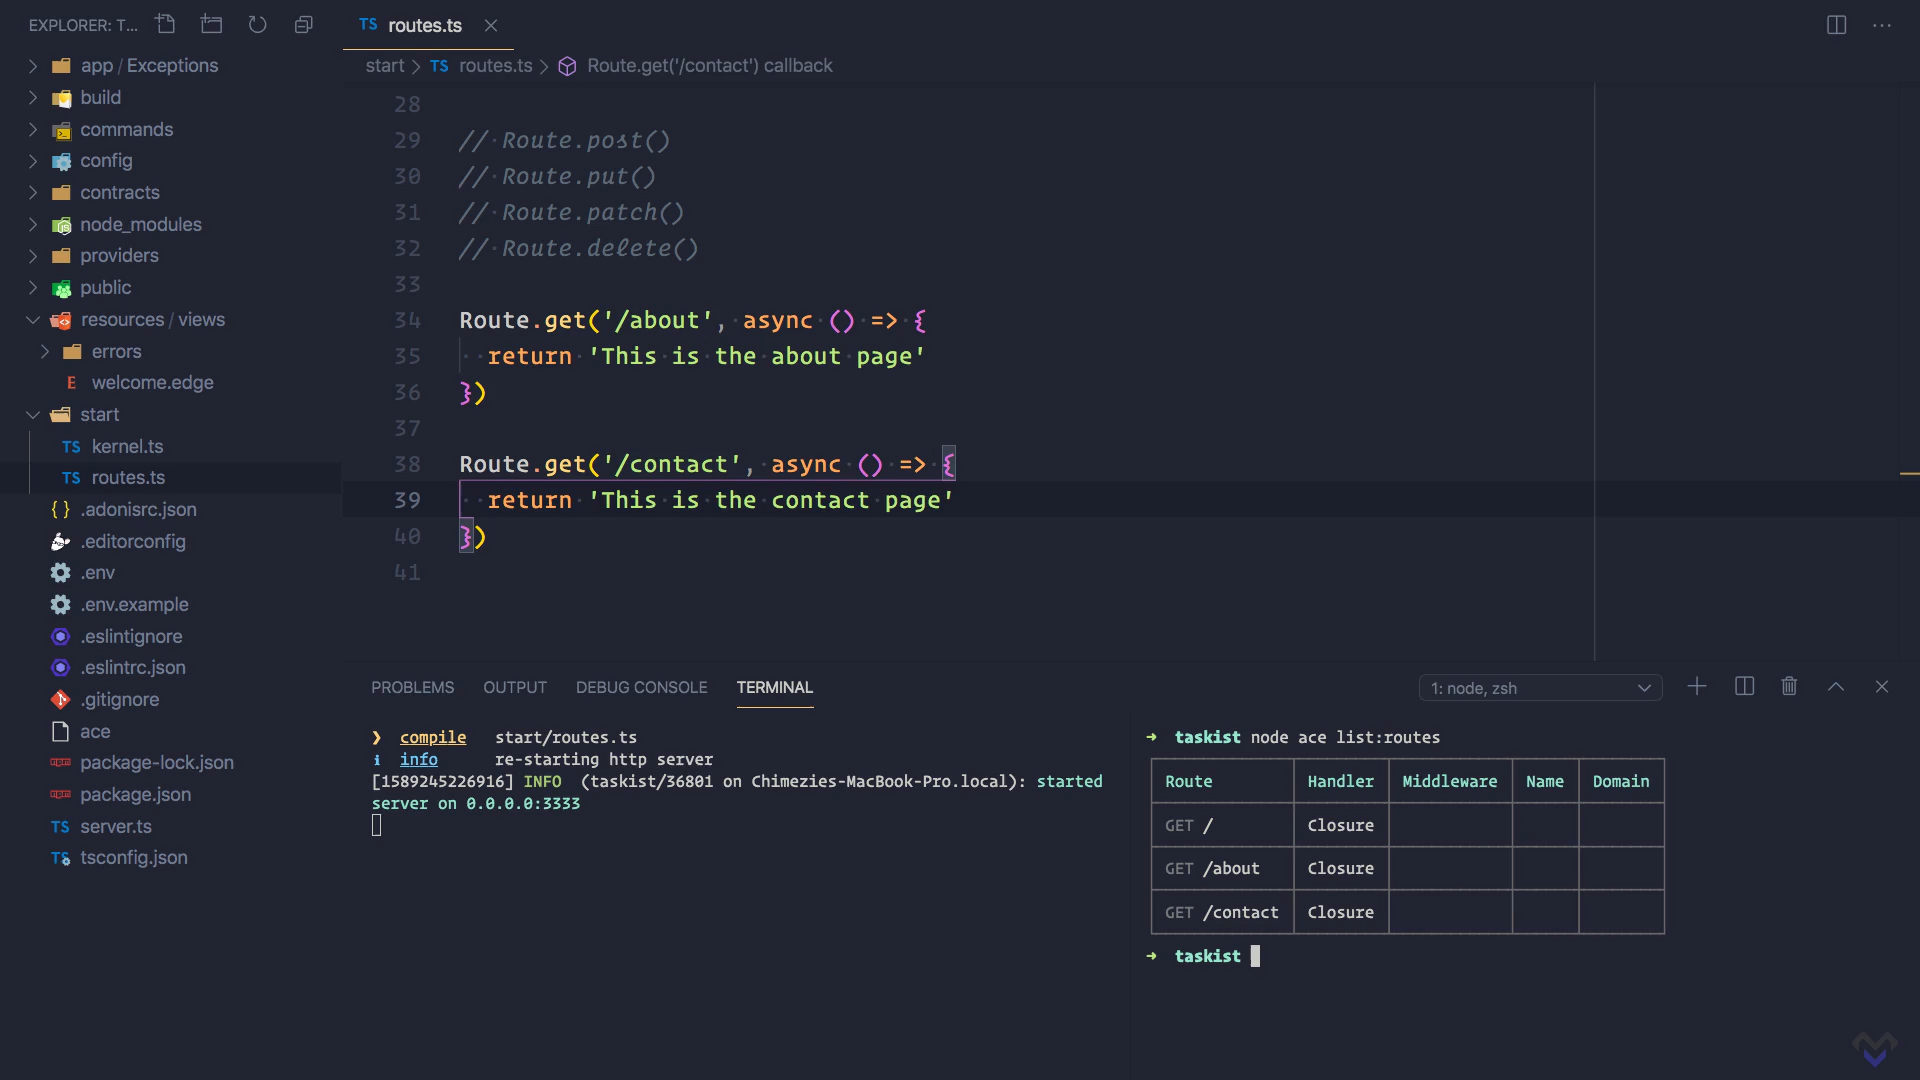 EXPLORER: T...
app / Exceptions
build
commands
config
contracts
node_modules
providers
public
resources / views
errors
welcome.edge
start
TS kernel.ts
TS routes.ts
{ } .adonisrc.json
.editorconfig
.env
.env.example
.eslintignore
.eslintrc.json
.gitignore
ace
package-lock.json
package.json
TS server.ts
TS tsconfig.json
TS routes.ts
start > TS routes.ts > Route.get('/contact') callback
28
29 // Route.post()
30 // Route.put()
31 // Route.patch()
32 // Route.delete()
33
34 Route.get('/about', async () => {
35 return 'This is the about page'
36 })
37
38 Route.get('/contact', async () => {
39 return 'This is the contact page'
40 })
41
PROBLEMS OUTPUT DEBUG CONSOLE TERMINAL 1: node, zsh
❯ compile start/routes.ts
ℹ info re-starting http server
[1589245226916] INFO (taskist/36801 on Chimezies-MacBook-Pro.local): started
server on 0.0.0.0:3333
→ taskist node ace list:routes
Route Handler Middleware Name Domain
GET / Closure
GET /about Closure
GET /contact Closure
→ taskist